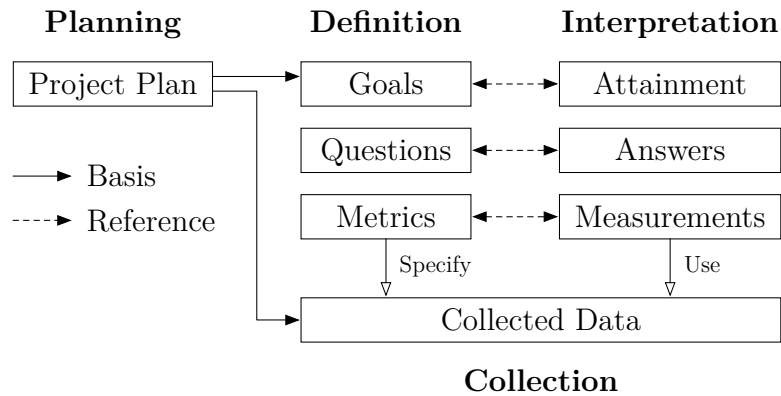 Planning Definition Interpretation
Project Plan Goals Attainment
Questions Answers
Basis
Reference
Metrics Measurements
Specify Use
Collected Data
Collection